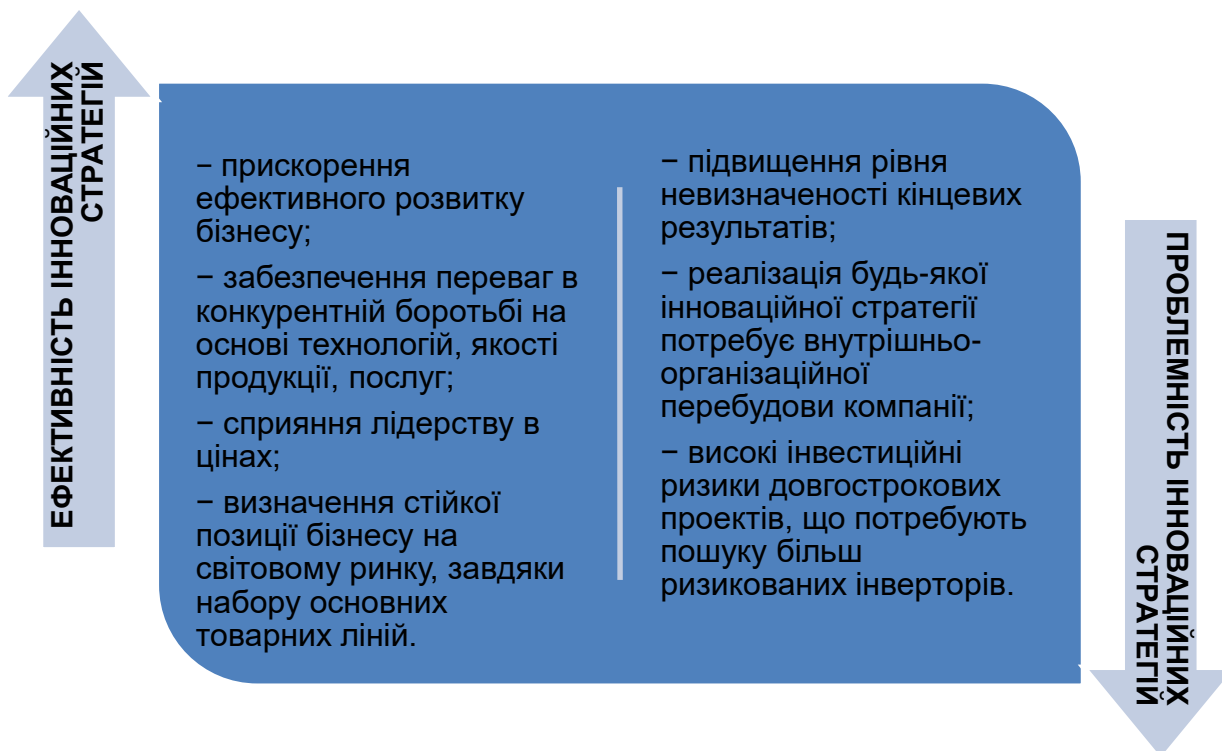 ЕФЕКТИВНІСТЬ ІННОВАЦІЙНИХ
СТРАТЕГІЙ
− прискорення
ефективного розвитку
бізнесу;
− забезпечення переваг в
конкурентній боротьбі на
основі технологій, якості
продукції, послуг;
− сприяння лідерству в
цінах;
− визначення стійкої
позиції бізнесу на
світовому ринку, завдяки
набору основних
товарних ліній.
− підвищення рівня
невизначеності кінцевих
результатів;
− реалізація будь-якої
інноваційної стратегії
потребує внутрішньо-
організаційної
перебудови компанії;
− високі інвестиційні
ризики довгострокових
проектів, що потребують
пошуку більш
ризикованих інверторів.
ПРОБЛЕМНІСТЬ ІННОВАЦІЙНИХ
СТРАТЕГІЙ